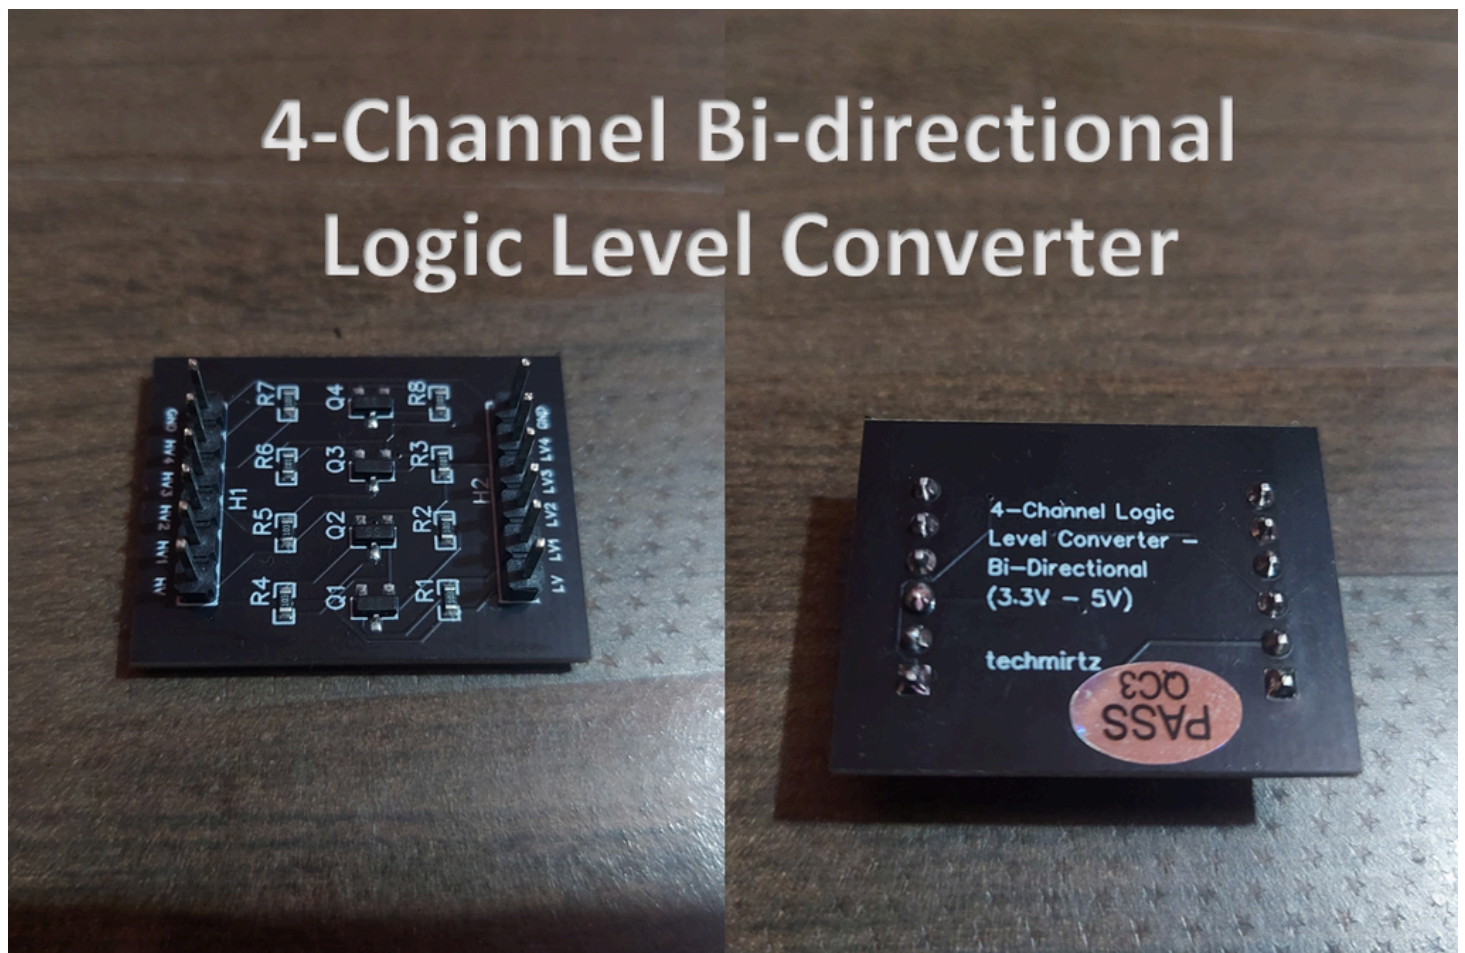 4-Channel Bi-directional
Logic Level Converter
R7
Q4
R8
GND
GND
HV4
R6
Q3
R3
LV4
HV3
H1
H2
LV3
HV2
R5
Q2
R2
LV2
HV1
LV1
HV
R4
Q1
R1
LV
4-Channel Logic
Level Converter -
Bi-Directional
(3.3V - 5V)
techmirtz
PASS
QC3